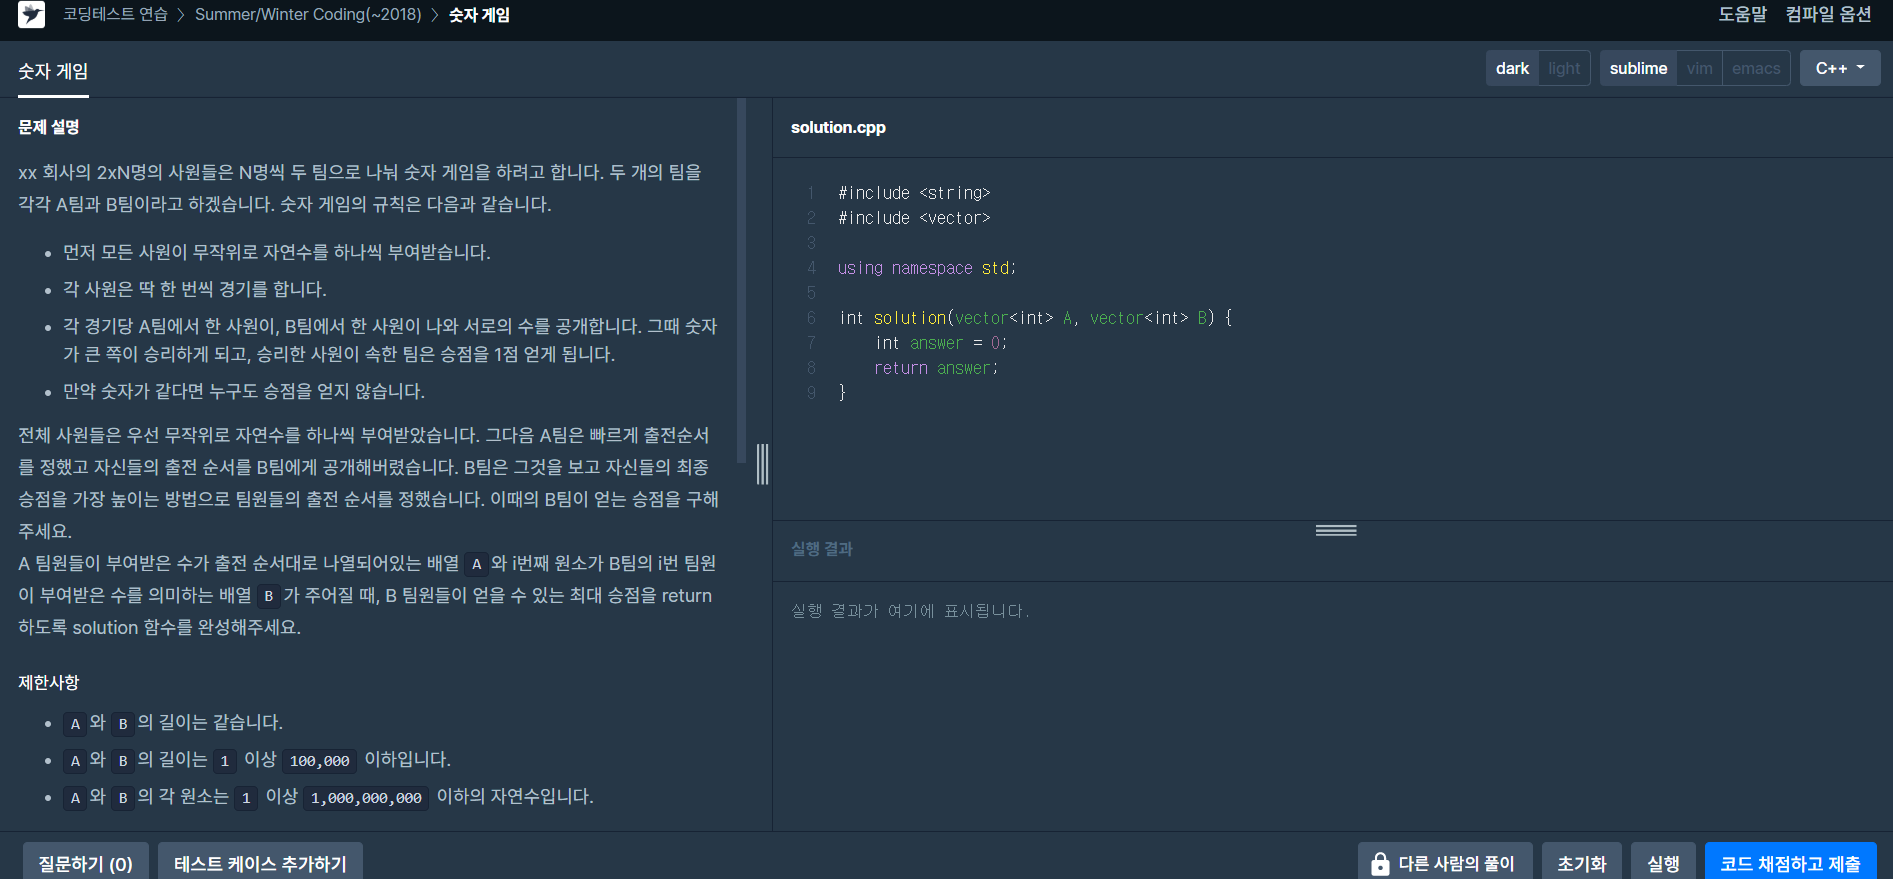 코딩테스트 연습 > Summer/Winter Coding(~2018) > 숫자 게임
도움말 컴파일 옵션
숫자 게임
dark light sublime vim emacs C++
문제 설명
xx 회사의 2xN명의 사원들은 N명씩 두 팀으로 나눠 숫자 게임을 하려고 합니다. 두 개의 팀을
각각 A팀과 B팀이라고 하겠습니다. 숫자 게임의 규칙은 다음과 같습니다.
• 먼저 모든 사원이 무작위로 자연수를 하나씩 부여받습니다.
• 각 사원은 딱 한 번씩 경기를 합니다.
• 각 경기당 A팀에서 한 사원이, B팀에서 한 사원이 나와 서로의 수를 공개합니다. 그때 숫자
가 큰 쪽이 승리하게 되고, 승리한 사원이 속한 팀은 승점을 1점 얻게 됩니다.
• 만약 숫자가 같다면 누구도 승점을 얻지 않습니다.
전체 사원들은 우선 무작위로 자연수를 하나씩 부여받았습니다. 그다음 A팀은 빠르게 출전순서
를 정했고 자신들의 출전 순서를 B팀에게 공개해버렸습니다. B팀은 그것을 보고 자신들의 최종
승점을 가장 높이는 방법으로 팀원들의 출전 순서를 정했습니다. 이때의 B팀이 얻는 승점을 구해
주세요.
A 팀원들이 부여받은 수가 출전 순서대로 나열되어있는 배열 A와 i번째 원소가 B팀의 i번 팀원
이 부여받은 수를 의미하는 배열 B가 주어질 때, B 팀원들이 얻을 수 있는 최대 승점을 return
하도록 solution 함수를 완성해주세요.
제한사항
• A와 B의 길이는 같습니다.
• A와 B의 길이는 1 이상 100,000 이하입니다.
• A와 B의 각 원소는 1 이상 1,000,000,000 이하의 자연수입니다.
solution.cpp
1 #include <string>
2 #include <vector>
3
4 using namespace std;
5
6 int solution(vector<int> A, vector<int> B) {
7     int answer = 0;
8     return answer;
9 }
실행 결과
실행 결과가 여기에 표시됩니다.
질문하기 (0) 테스트 케이스 추가하기 다른 사람의 풀이 초기화 실행 코드 채점하고 제출